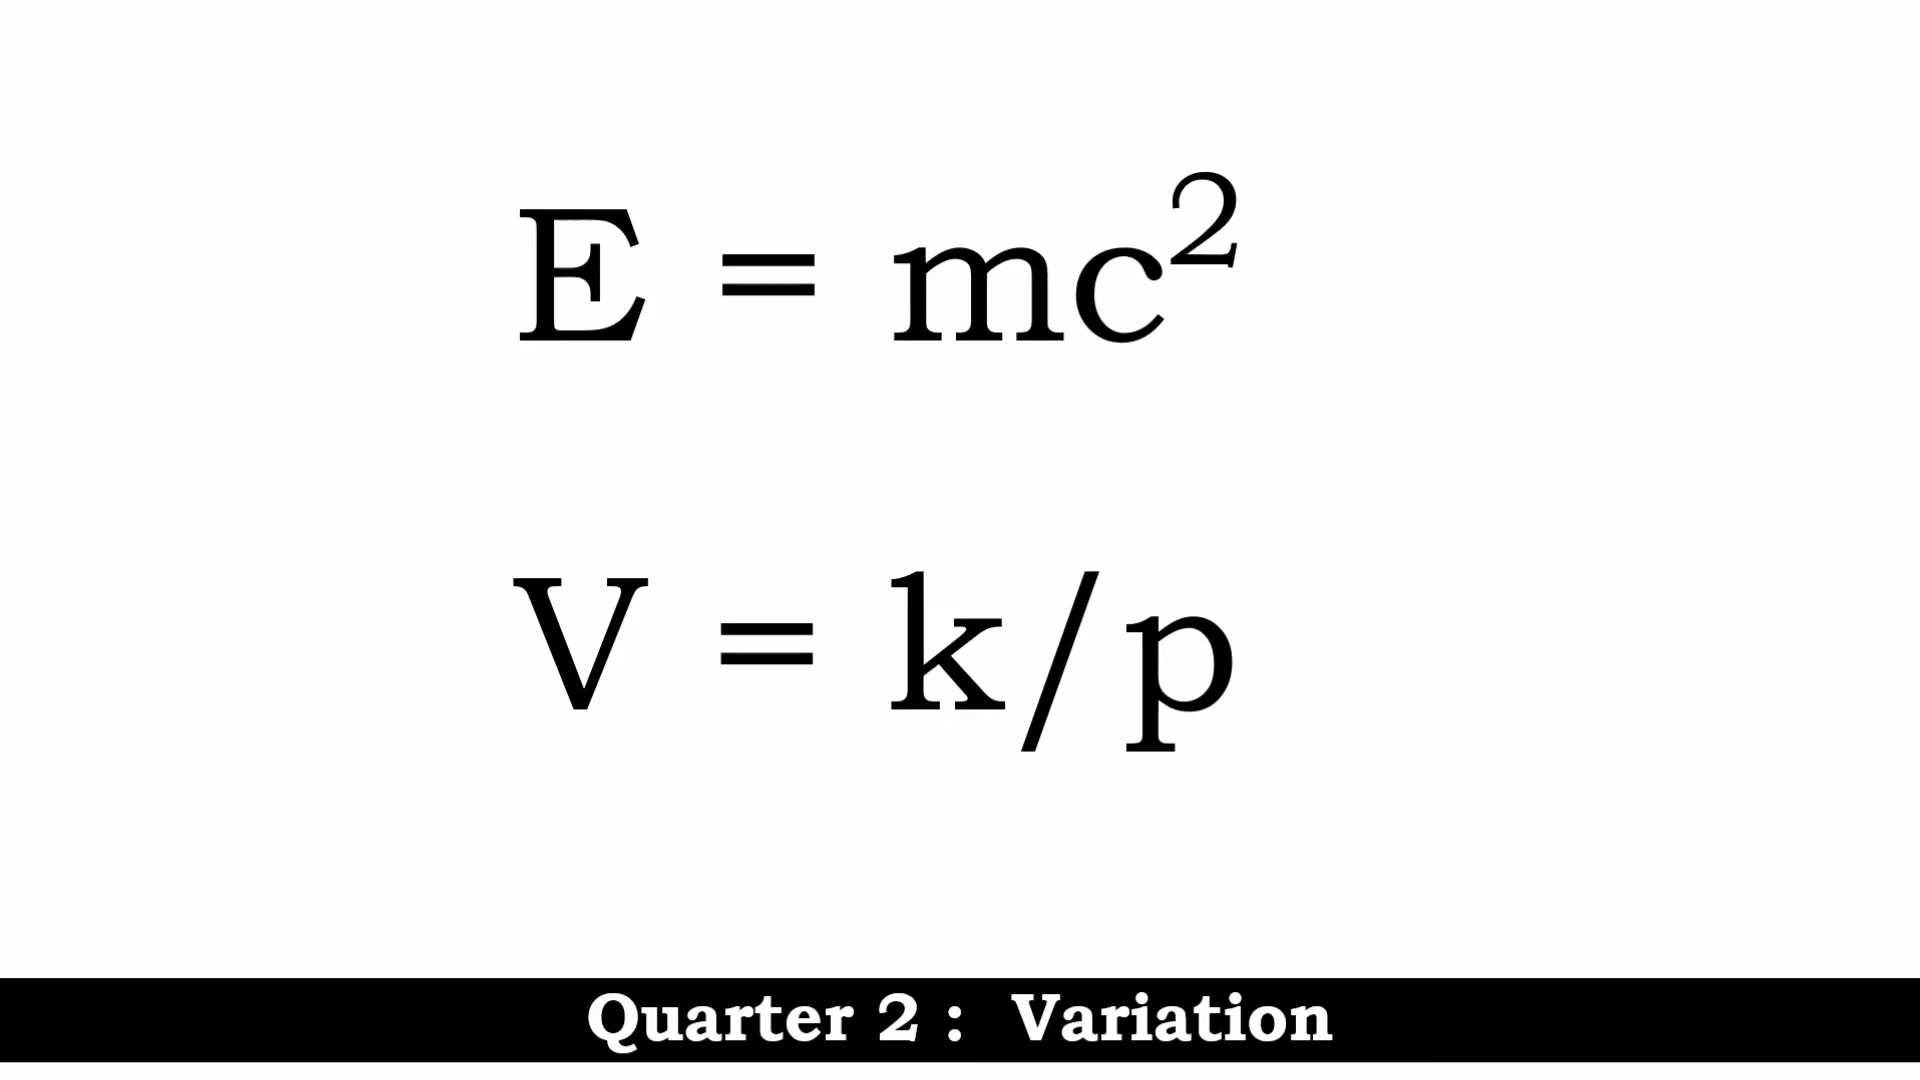 E = mc²
V = k/p
Quarter 2 : Variation